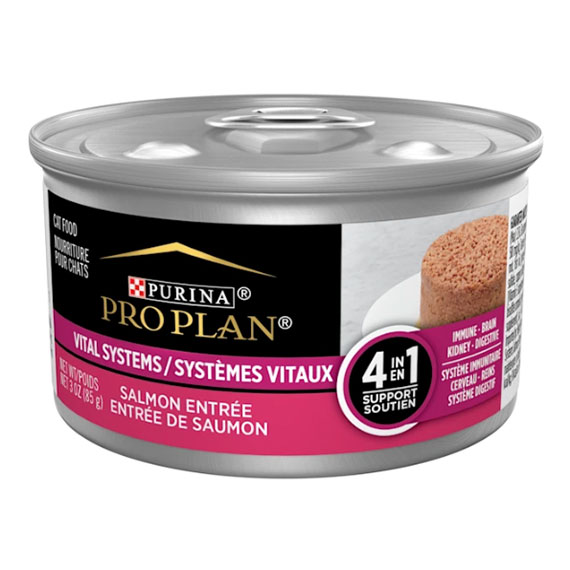 CAT FOOD
NOURRITURE
POUR CHATS
PURINA®
PRO PLAN®
VITAL SYSTEMS / SYSTÈMES VITAUX
NET WT/POIDS
NET 3 OZ (85 g)
SALMON ENTRÉE
ENTRÉE DE SAUMON
4 IN EN 1
SUPPORT
SOUTIEN
IMMUNE · BRAIN
KIDNEY · DIGESTIVE
SYSTÈME IMMUNITAIRE
CERVEAU · REINS
SYSTÈME DIGESTIF